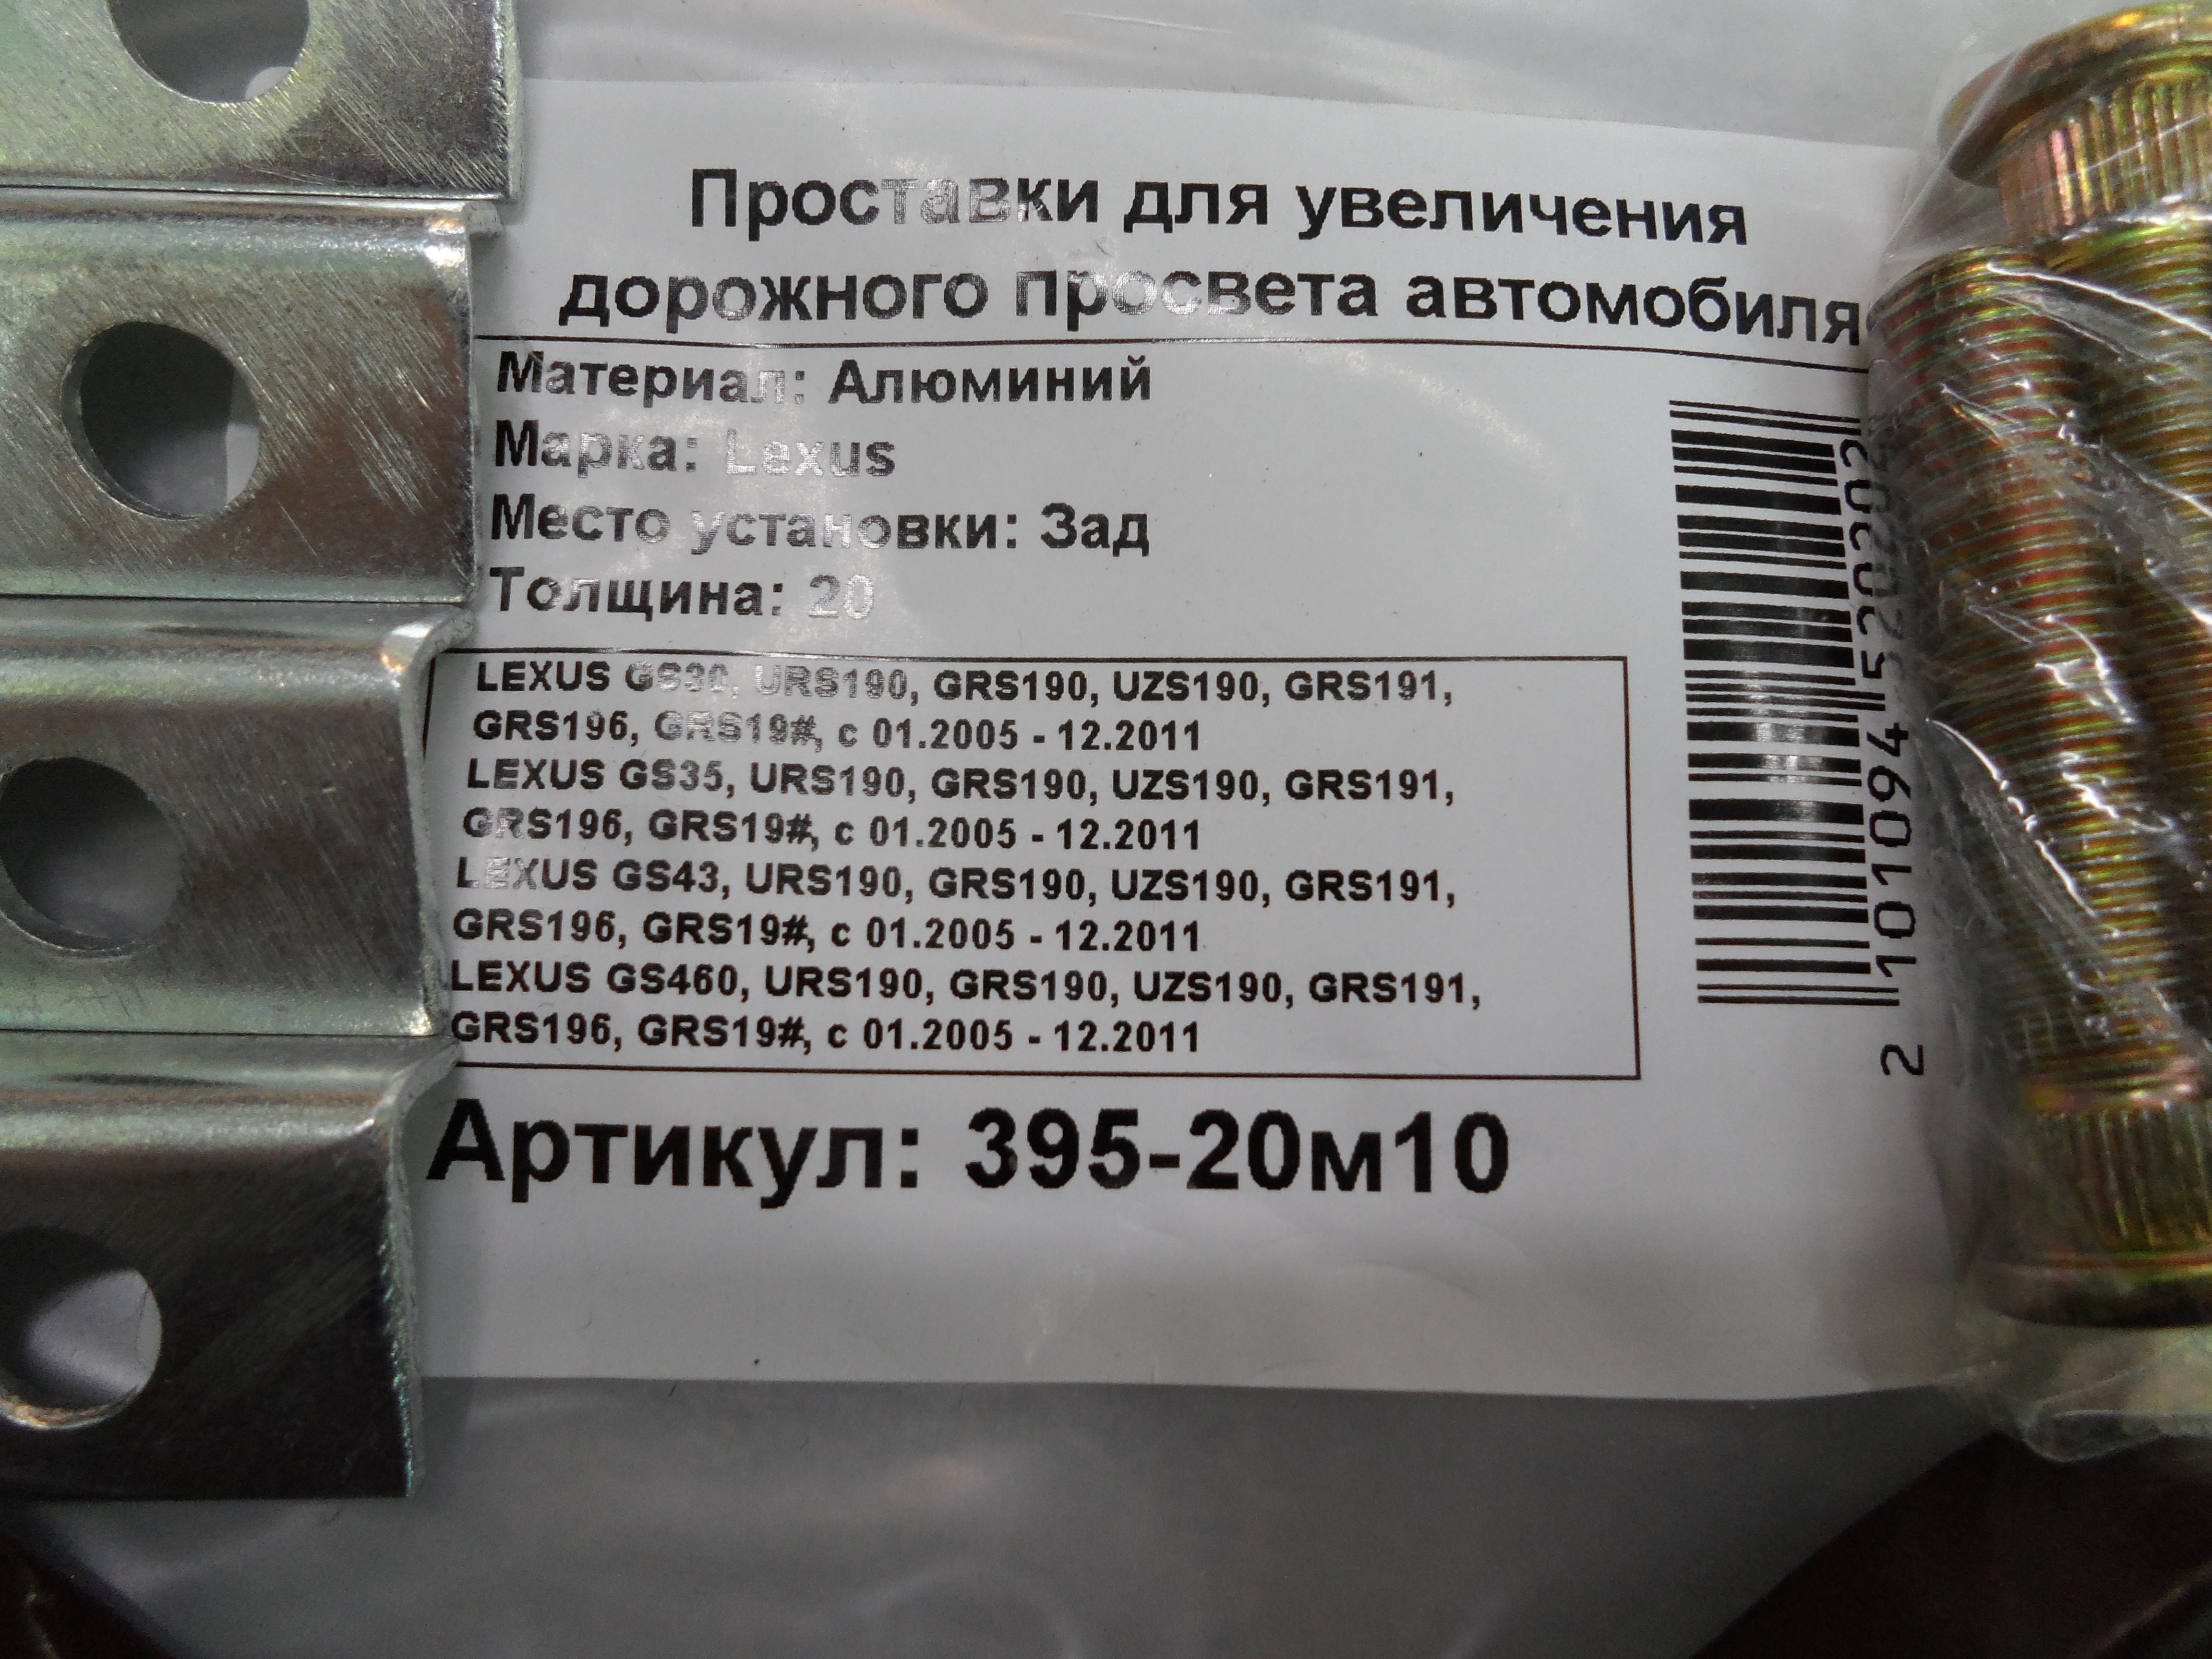 Проставки для увеличения
дорожного просвета автомобиля
Материал: Алюминий
Марка: Lexus
Место установки: Зад
Толщина: 20
LEXUS GS30, URS190, GRS190, UZS190, GRS191,
GRS196, GRS19#, с 01.2005 - 12.2011
LEXUS GS35, URS190, GRS190, UZS190, GRS191,
GRS196, GRS19#, с 01.2005 - 12.2011
LEXUS GS43, URS190, GRS190, UZS190, GRS191,
GRS196, GRS19#, с 01.2005 - 12.2011
LEXUS GS460, URS190, GRS190, UZS190, GRS191,
GRS196, GRS19#, с 01.2005 - 12.2011
Артикул: 395-20м10
2 101094 520202